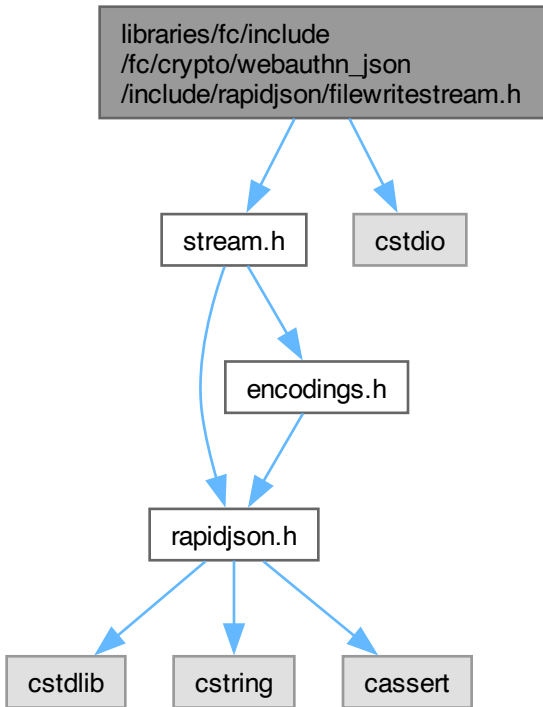 libraries/fc/include
/fc/crypto/webauthn_json
/include/rapidjson/filewritestream.h
stream.h
cstdio
encodings.h
rapidjson.h
cstdlib
cstring
cassert